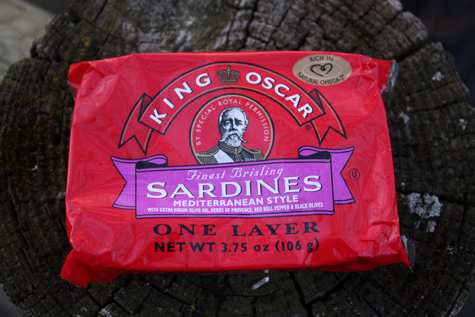 RICH IN
NATURAL OMEGA-3
KING OSCAR
BY SPECIAL ROYAL PERMISSION
Finest Brisling
SARDINES
MEDITERRANEAN STYLE
WITH EXTRA VIRGIN OLIVE OIL, HERBS OF PROVENCE, RED BELL PEPPER & BLACK OLIVES
ONE LAYER
NET WT 3.75 oz (106g)